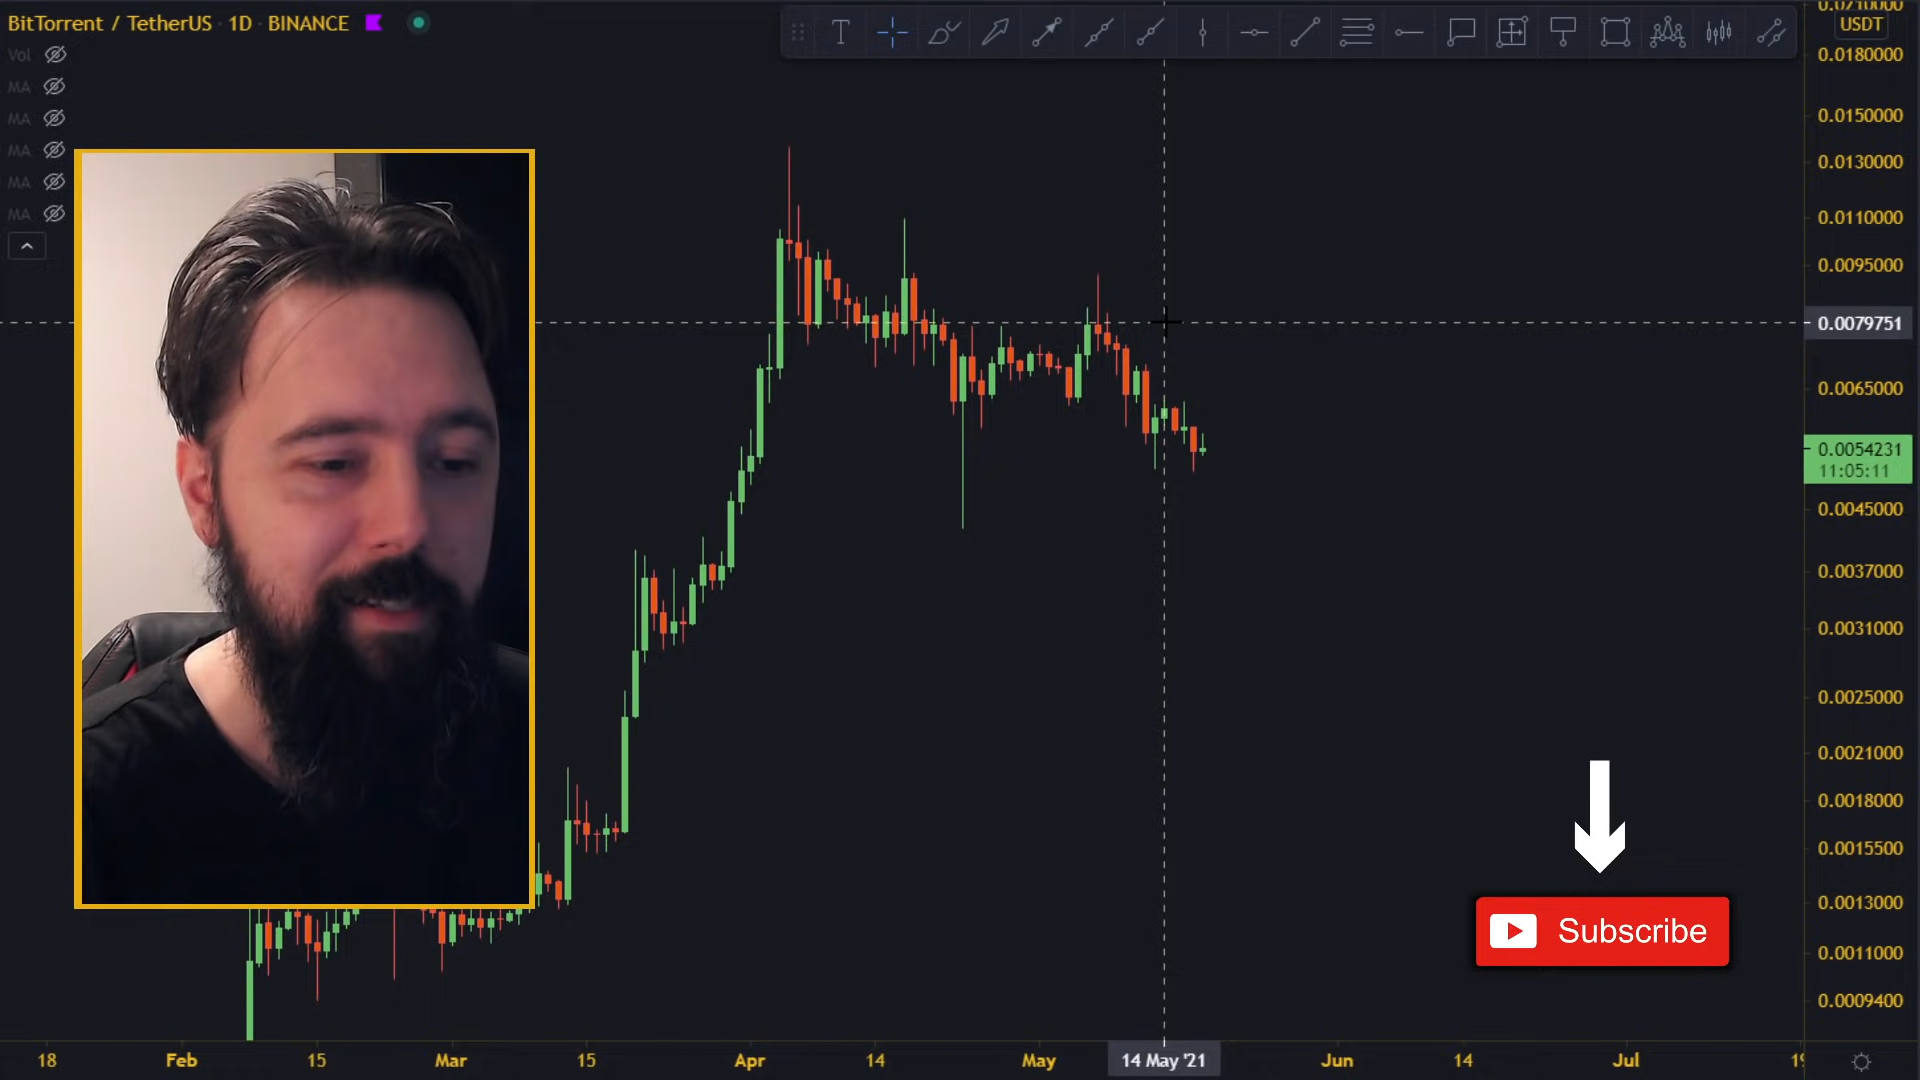 BitTorrent / TetherUS · 1D · BINANCE
Vol
MA
MA
MA
MA
MA
T
USDT
0.0180000
0.0150000
0.0130000
0.0110000
0.0095000
0.0079751
0.0065000
0.0054231
11:05:11
0.0045000
0.0037000
0.0031000
0.0025000
0.0021000
0.0018000
0.0015500
0.0013000
0.0011000
0.0009400
Subscribe
18 Feb 15 Mar 15 Apr 14 May 14 May '21 Jun 14 Jul